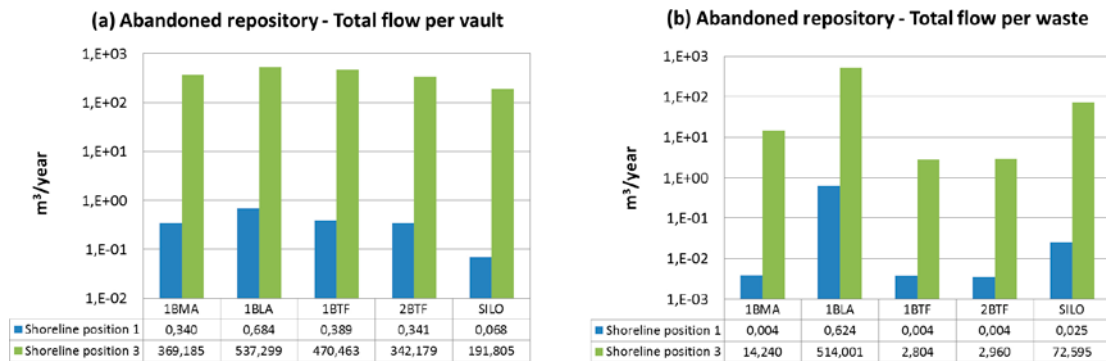 (a) Abandoned repository - Total flow per vault
m³/year
1,E+03
1,E+02
1,E+01
1,E+00
1,E-01
1,E-02
1BMA 1BLA 1BTF 2BTF SILO
Shoreline position 1 0,340 0,684 0,389 0,341 0,068
Shoreline position 3 369,185 537,299 470,463 342,179 191,805
(b) Abandoned repository - Total flow per waste
m³/year
1,E+03
1,E+02
1,E+01
1,E+00
1,E-01
1,E-02
1,E-03
1BMA 1BLA 1BTF 2BTF SILO
Shoreline position 1 0,004 0,624 0,004 0,004 0,025
Shoreline position 3 14,240 514,001 2,804 2,960 72,595